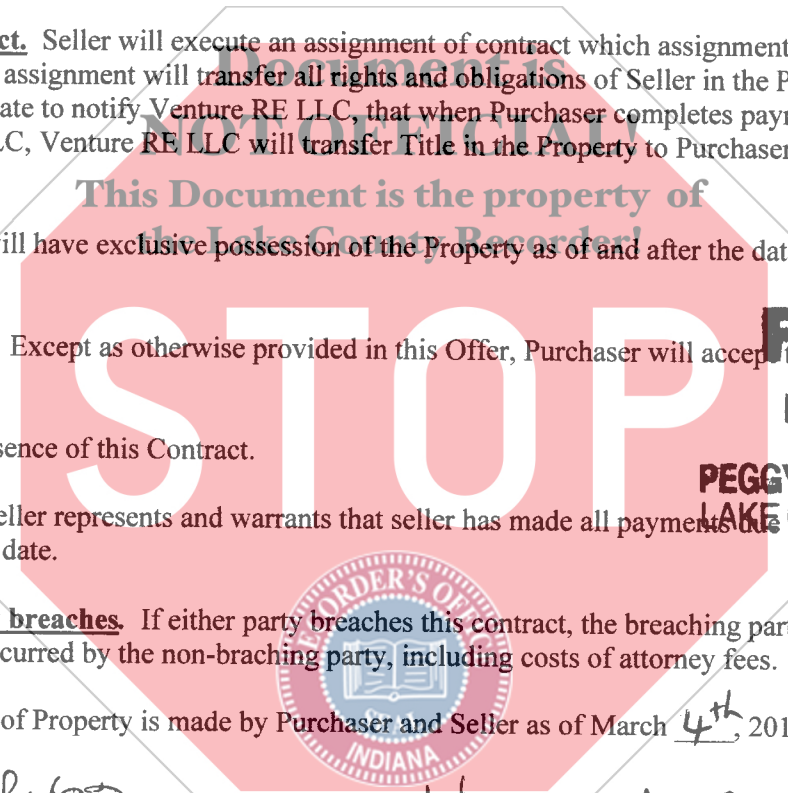 ct. Seller will execute an assignment of contract which assignment
Document is
assignment will transfer all rights and obligations of Seller in the P
ate to notify Venture RE LLC, that when Purchaser completes payr
NOT OFFICIAL!
LC, Venture RE LLC will transfer Title in the Property to Purchaser
This Document is the property of
the Lake County Recorder!
ill have exclusive possession of the Property as of and after the dat
STOP
Except as otherwise provided in this Offer, Purchaser will accept t
sence of this Contract.
PEGGY
eller represents and warrants that seller has made all payments due
LAKE
date.
RECORDER'S OFFICE
breaches. If either party breaches this contract, the breaching part
curred by the non-braching party, including costs of attorney fees.
SEAL
of Property is made by Purchaser and Seller as of March 4th, 201
INDIANA